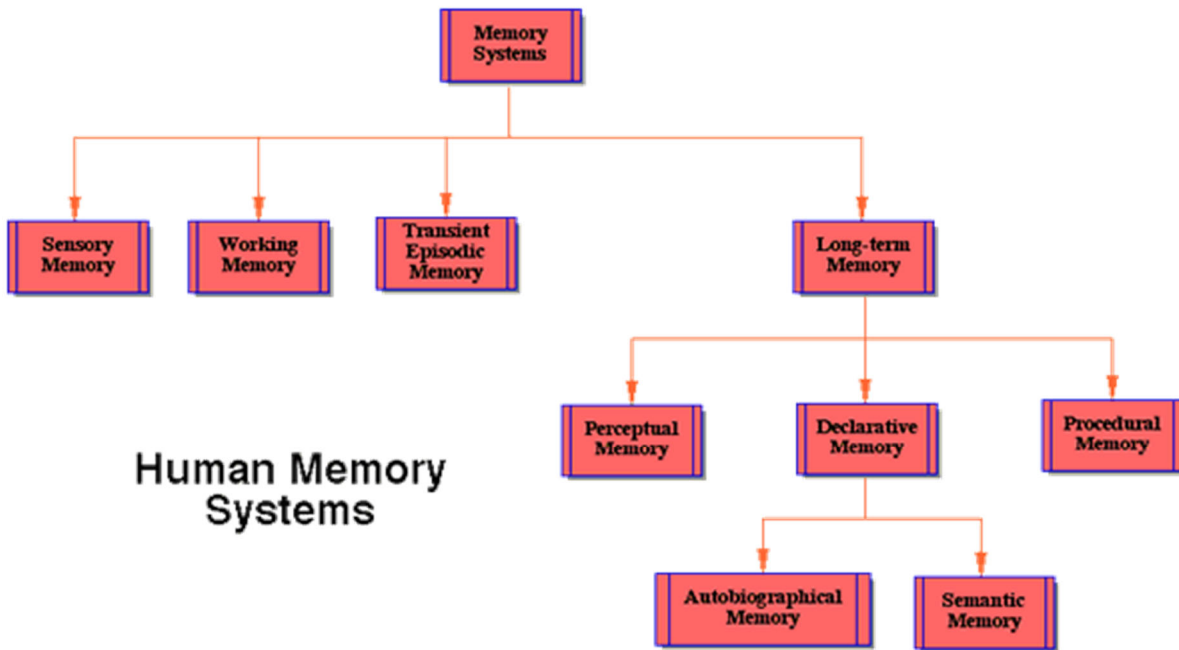 Memory
Systems
Sensory
Memory
Working
Memory
Transient
Episodic
Memory
Long-term
Memory
Perceptual
Memory
Declarative
Memory
Procedural
Memory
Human Memory
Systems
Autobiographical
Memory
Semantic
Memory